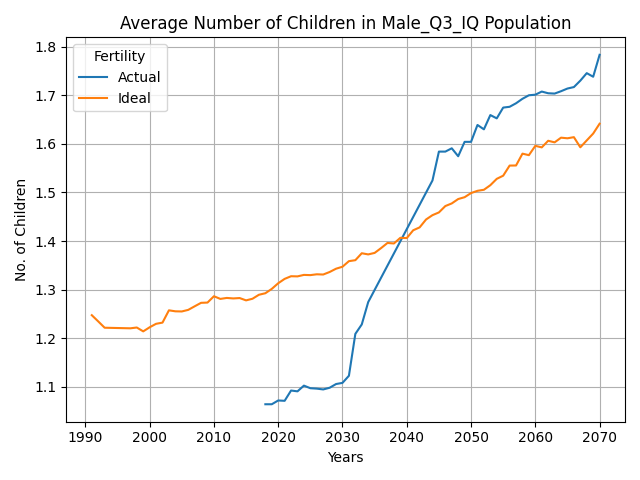 Average Number of Children in Male_Q3_IQ Population
Fertility
Actual
Ideal
1.8
1.7
1.6
1.5
1.4
1.3
1.2
1.1
No. of Children
1990 2000 2010 2020 2030 2040 2050 2060 2070
Years